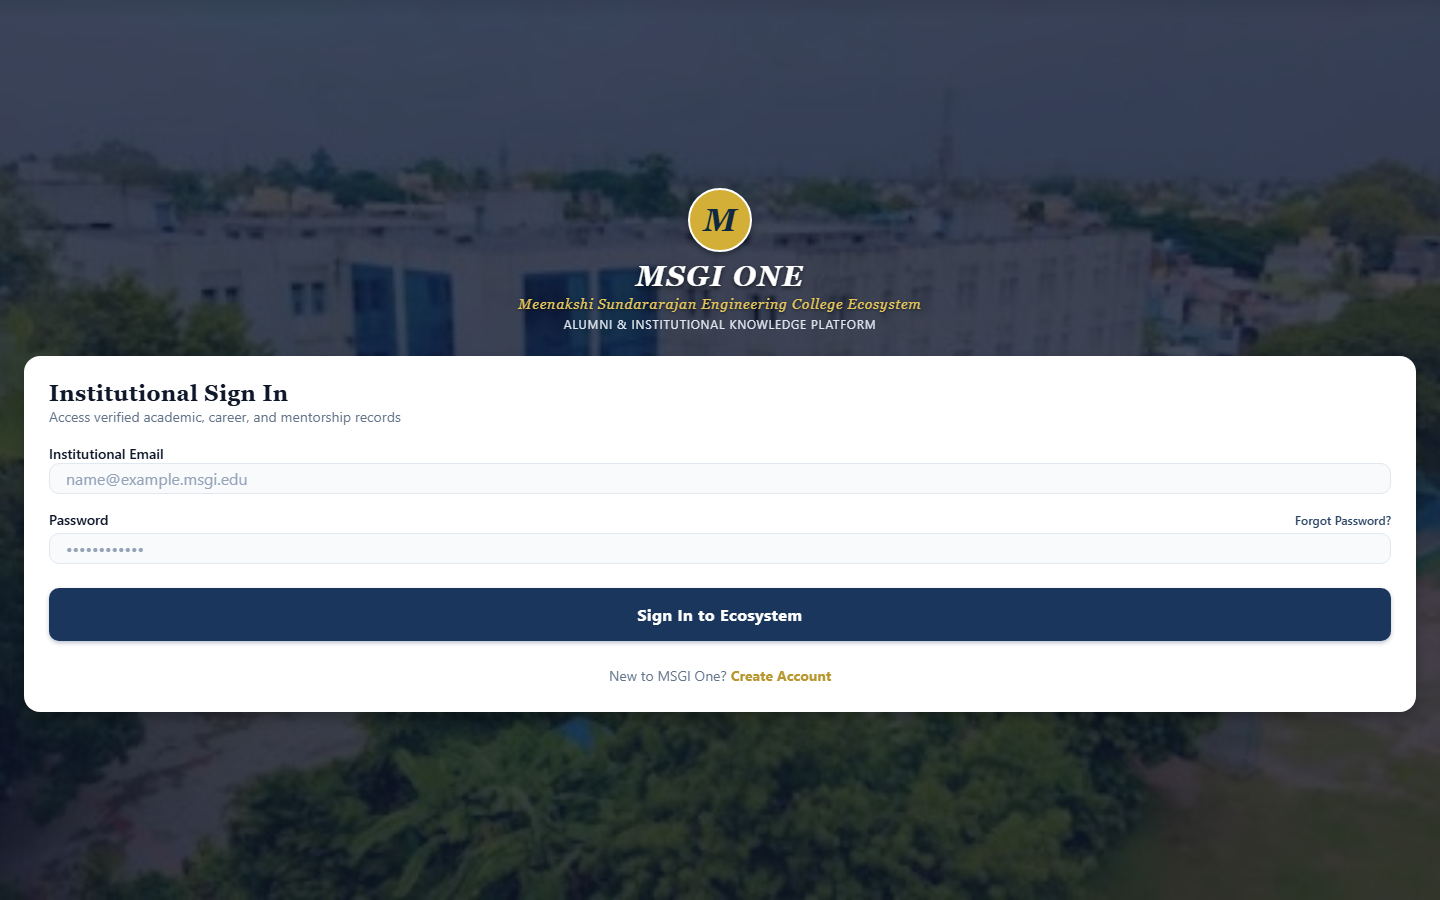 M
MSGI ONE
Meenakshi Sundararajan Engineering College Ecosystem
ALUMNI & INSTITUTIONAL KNOWLEDGE PLATFORM
Institutional Sign In
Access verified academic, career, and mentorship records
Institutional Email
name@example.msgi.edu
Password
Forgot Password?
••••••••••••
Sign In to Ecosystem
New to MSGI One? Create Account